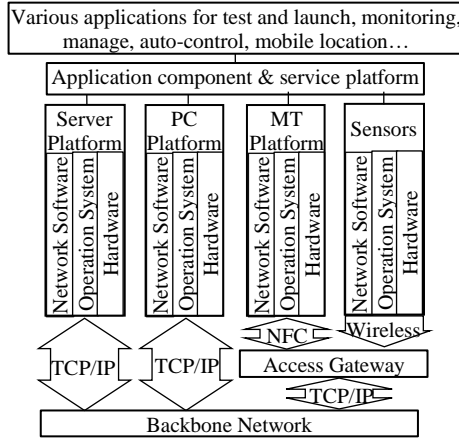 Various applications for test and launch, monitoring,
manage, auto-control, mobile location…
Application component & service platform
Server
Platform
Network Software
Operation System
Hardware
PC
Platform
Network Software
Operation System
Hardware
MT
Platform
Network Software
Operation System
Hardware
Sensors
Network Software
Operation System
Hardware
TCP/IP
TCP/IP
NFC
Wireless
Access Gateway
TCP/IP
Backbone Network